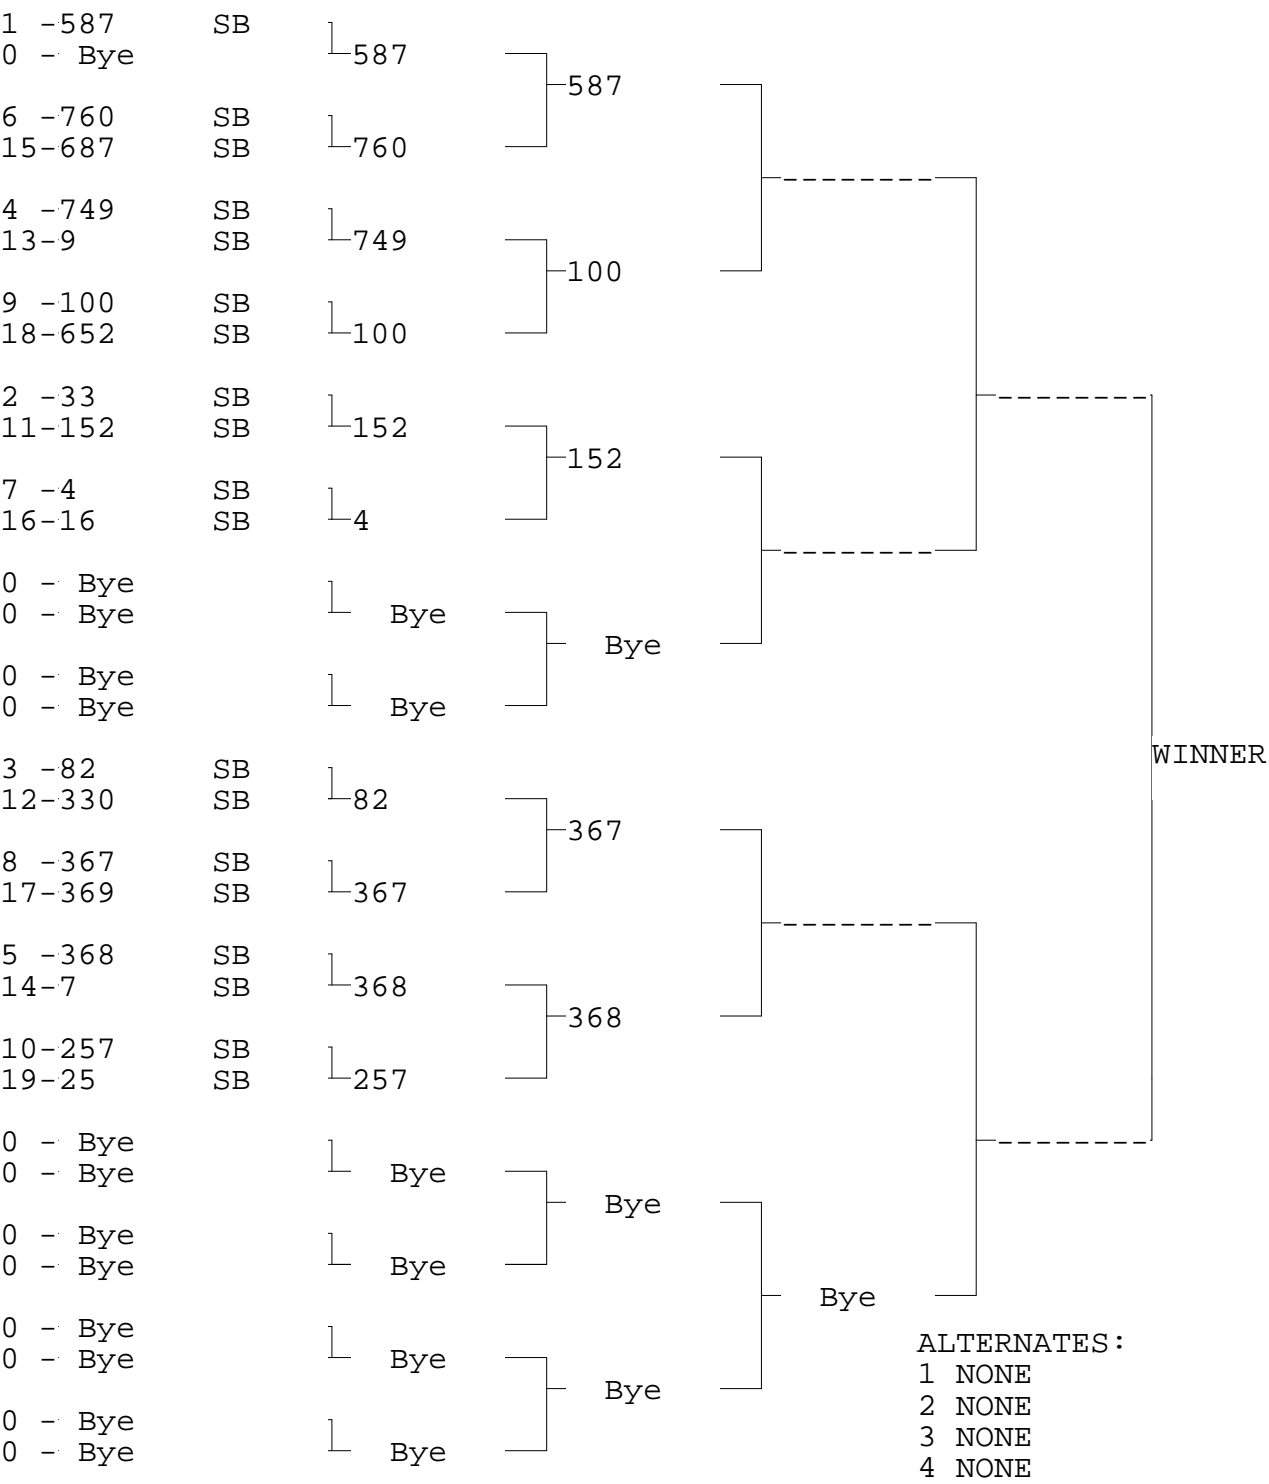 1 -587 SB
0 - Bye 587
587
6 -760 SB
15-687 SB 760
4 -749 SB
13-9 SB 749
100
9 -100 SB
18-652 SB 100
2 -33 SB
11-152 SB 152
152
7 -4 SB
16-16 SB 4
0 - Bye
0 - Bye Bye
Bye
0 - Bye
0 - Bye Bye
WINNER
3 -82 SB
12-330 SB 82
367
8 -367 SB
17-369 SB 367
5 -368 SB
14-7 SB 368
368
10-257 SB
19-25 SB 257
0 - Bye
0 - Bye Bye
Bye
0 - Bye
0 - Bye Bye
Bye
0 - Bye
0 - Bye Bye
Bye
0 - Bye
0 - Bye Bye
ALTERNATES:
1 NONE
2 NONE
3 NONE
4 NONE